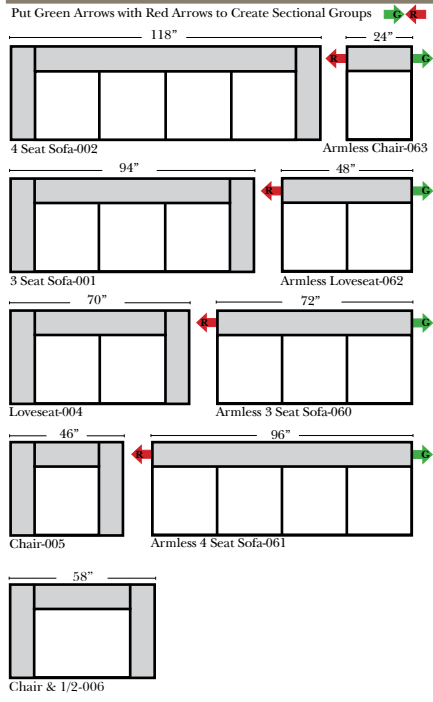 Put Green Arrows with Red Arrows to Create Sectional Groups G R
118” 24”
R G
4 Seat Sofa-002 Armless Chair-063
94” 48”
R G
3 Seat Sofa-001 Armless Loveseat-062
70” 72”
R G
Loveseat-004 Armless 3 Seat Sofa-060
46” 96”
R G
Chair-005 Armless 4 Seat Sofa-061
58”
Chair & 1/2-006